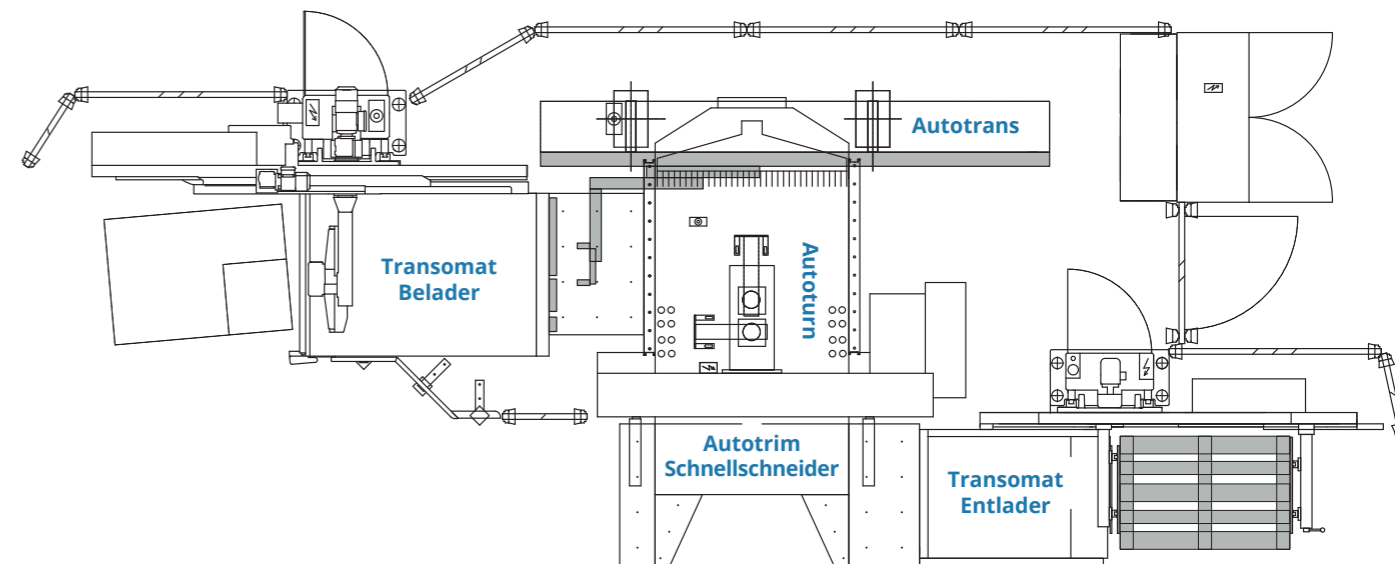 Autotrans
Transomat
Belader
Autoturn
Autotrim
Schnellschneider
Transomat
Entlader